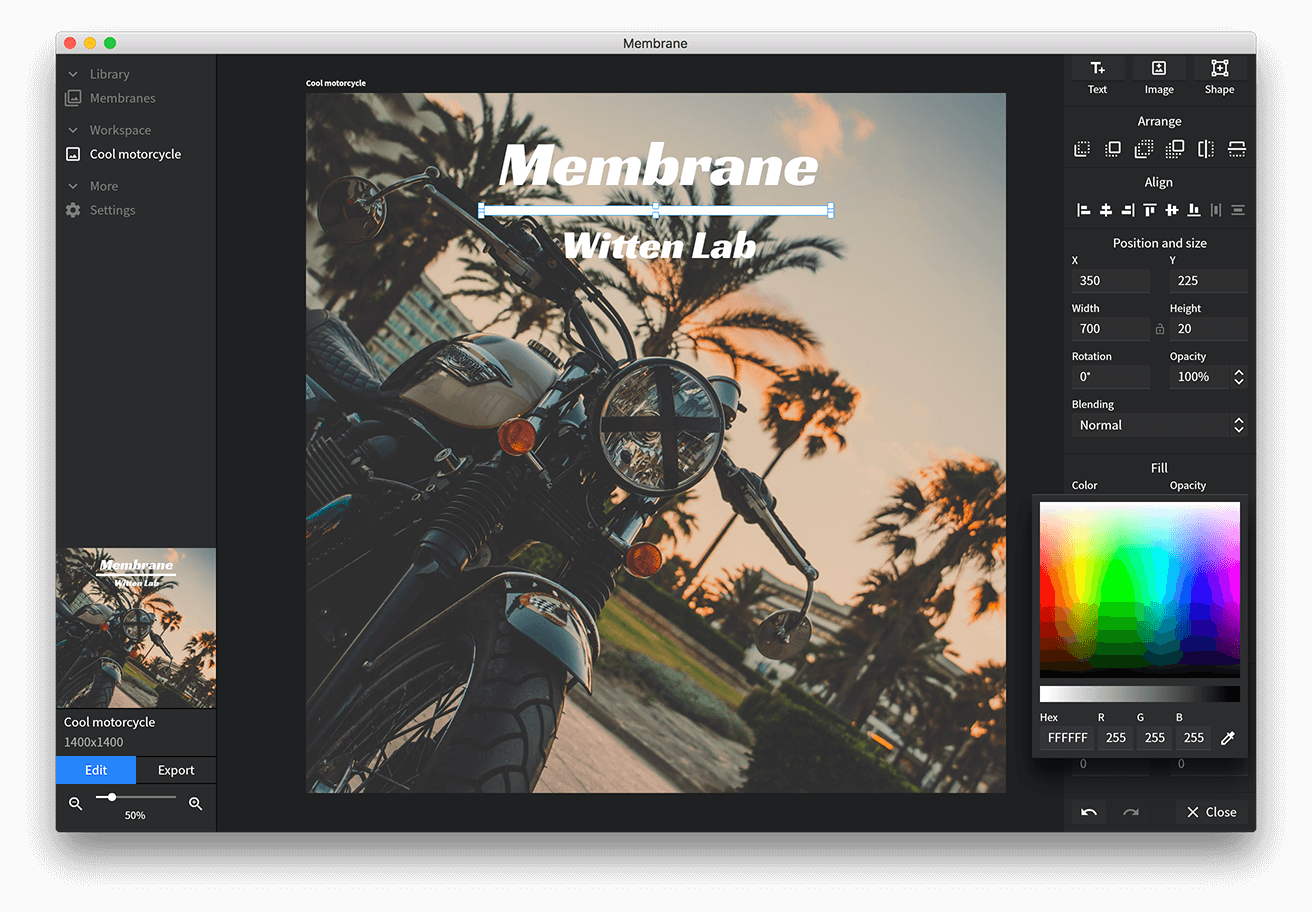 Membrane
Library
Membranes
Workspace
Cool motorcycle
More
Settings
Membrane
Witten Lab
Cool motorcycle
1400x1400
Edit
Export
50%
Cool motorcycle
Membrane
Witten Lab
Text
Image
Shape
Arrange
Align
Position and size
X Y
350 225
Width Height
700 20
Rotation Opacity
0° 100%
Blending
Normal
Fill
Color Opacity
Hex R G B
FFFFFF 255 255 255
0 0
Close